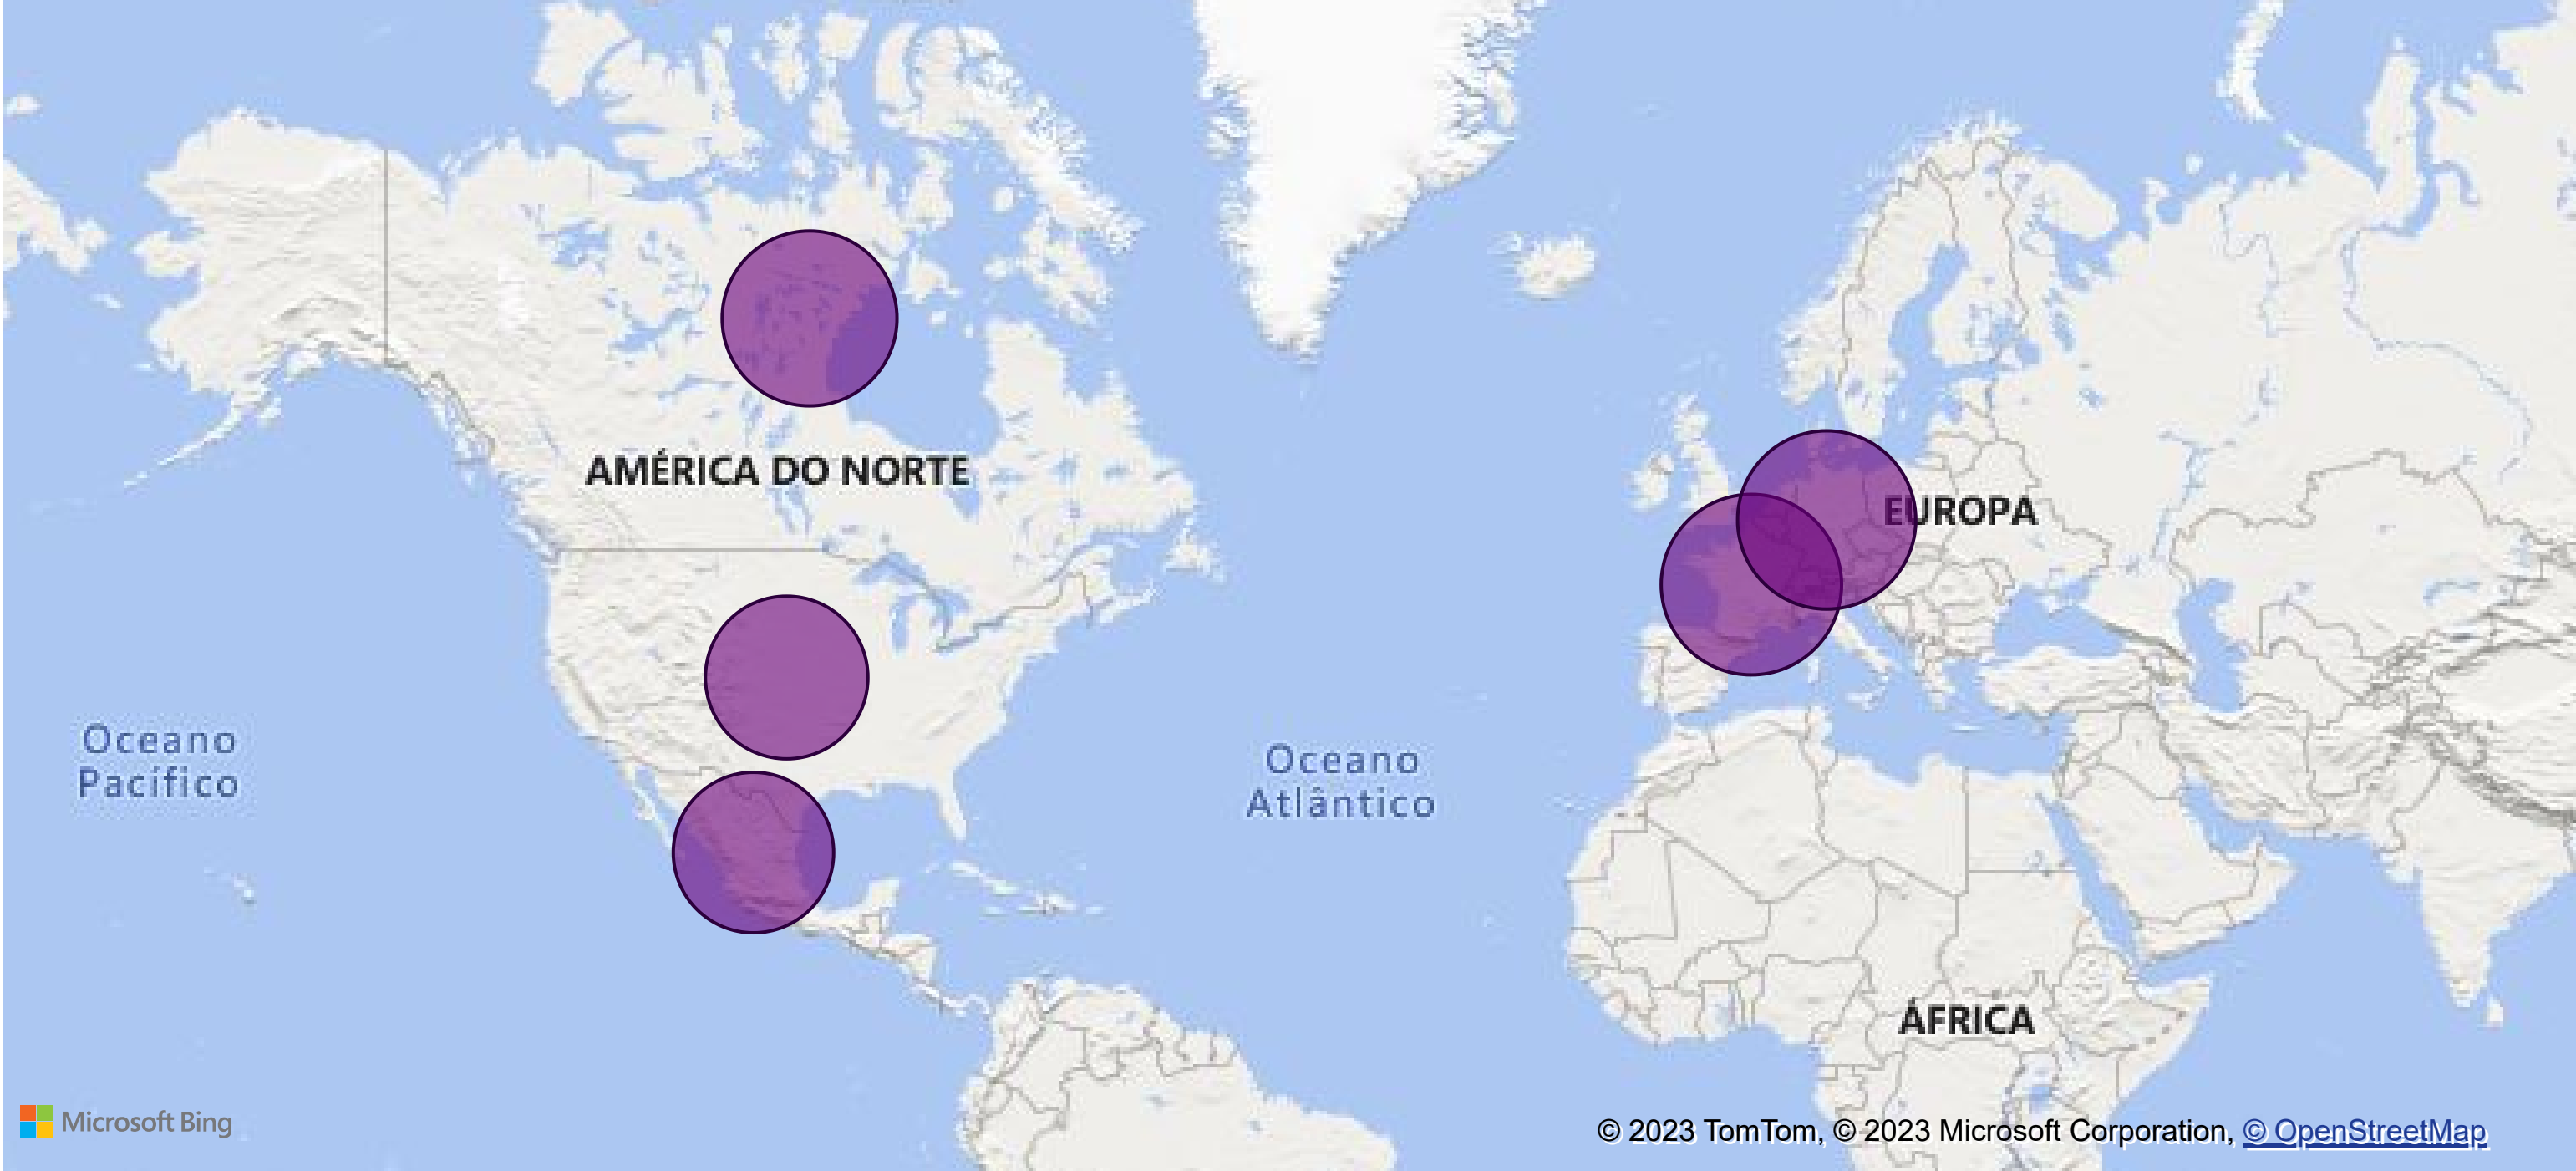 AMÉRICA DO NORTE
EUROPA
Oceano
Pacífico
Oceano
Atlântico
ÁFRICA
Microsoft Bing
© 2023 TomTom, © 2023 Microsoft Corporation, © OpenStreetMap